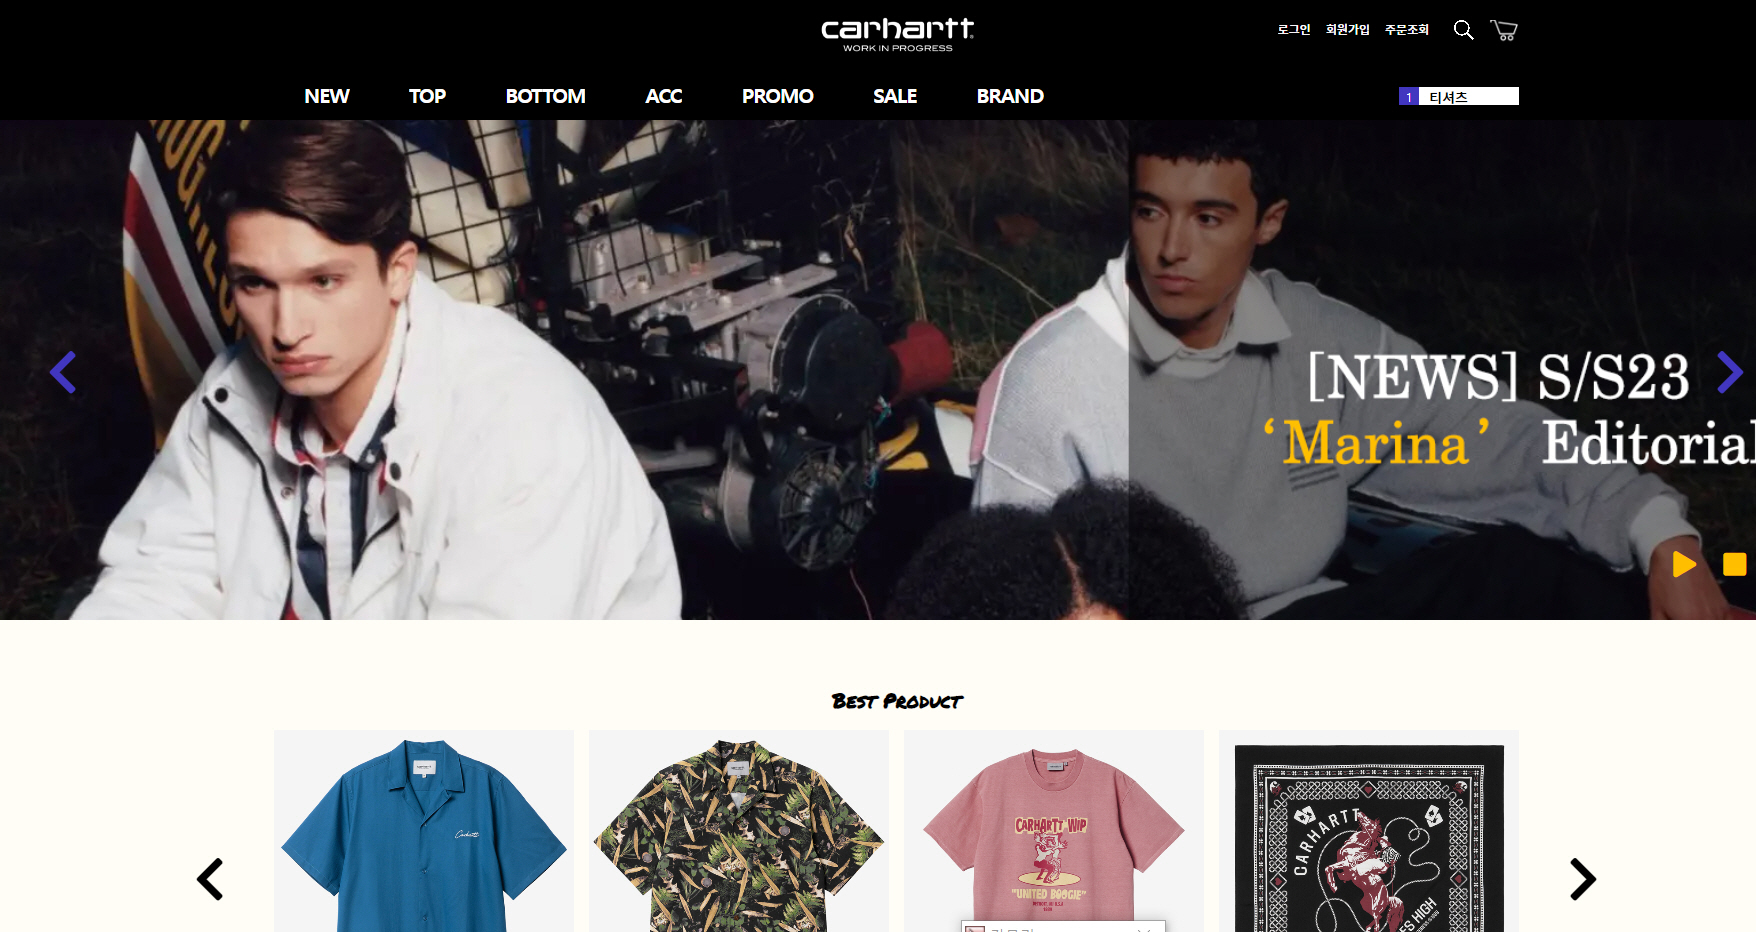 carhartt
WORK IN PROGRESS
로그인 회원가입 주문조회
NEW TOP BOTTOM ACC PROMO SALE BRAND
1 티셔츠
[NEWS] S/S23
‘Marina’ Editorial
BEST PRODUCT
Carhartt
CARHARTT WIP
"UNITED BOOGIE"
CARHARTT